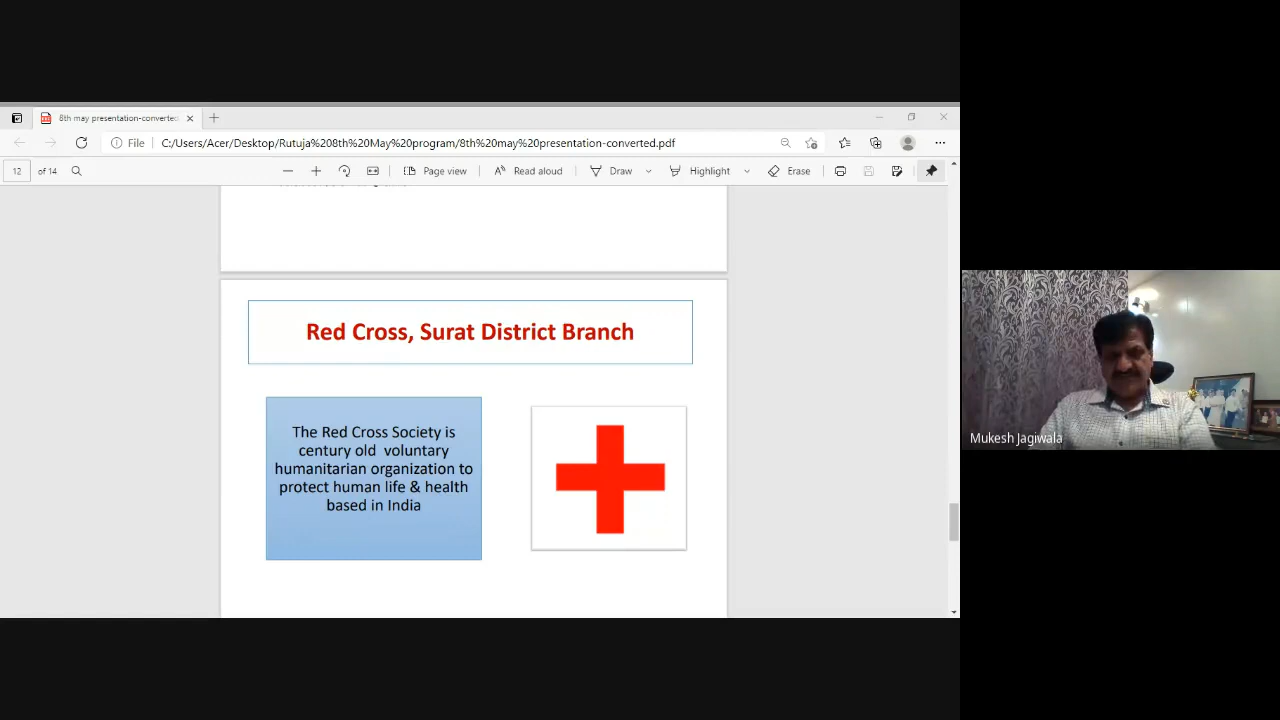 8th may presentation-converted
File
C:/Users/Acer/Desktop/Rutuja%208th%20May%20program/8th%20may%20presentation-converted.pdf
12 of 14
Page view
Read aloud
Draw
Highlight
Erase
Red Cross, Surat District Branch
The Red Cross Society is
century old voluntary
humanitarian organization to
protect human life & health
based in India
Mukesh Jagiwala